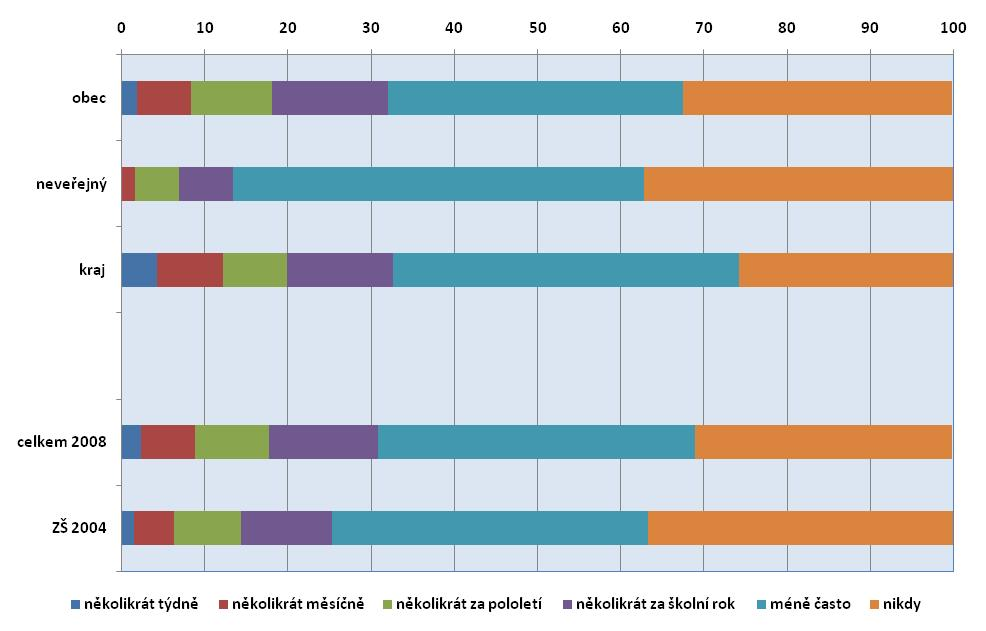 0 10 20 30 40 50 60 70 80 90 100
obec
neveřejný
kraj
celkem 2008
ZŠ 2004
několikrát týdně několikrát měsíčně několikrát za pololetí několikrát za školní rok méně často nikdy